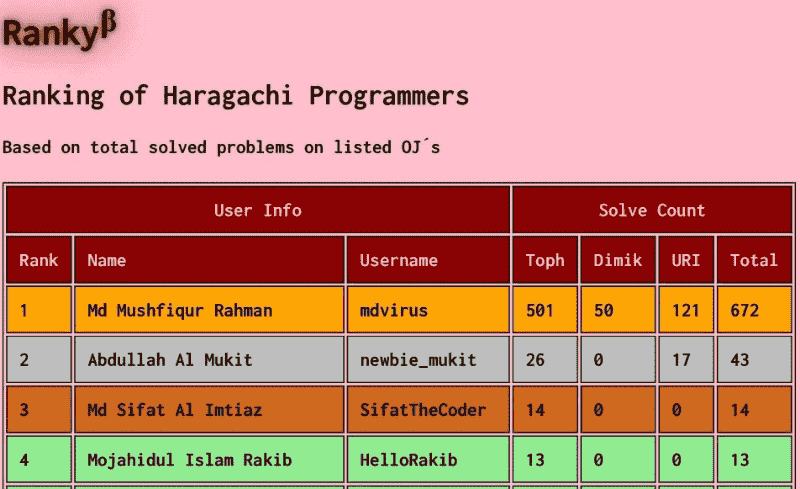 Rankyβ
Ranking of Haragachi Programmers
Based on total solved problems on listed OJ´s
User Info Solve Count
Rank Name Username Toph Dimik URI Total
1 Md Mushfiqur Rahman mdvirus 501 50 121 672
2 Abdullah Al Mukit newbie_mukit 26 0 17 43
3 Md Sifat Al Imtiaz SifatTheCoder 14 0 0 14
4 Mojahidul Islam Rakib HelloRakib 13 0 0 13